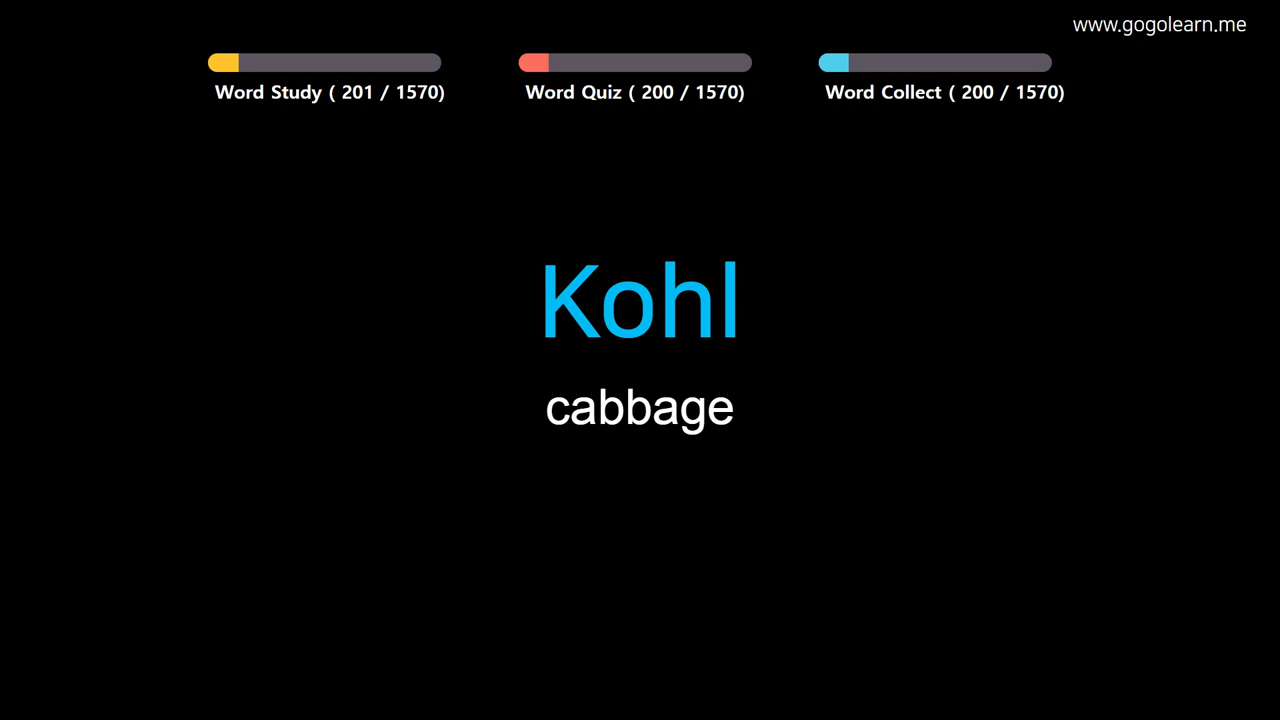 www.gogolearn.me
Word Study ( 201 / 1570)
Word Quiz ( 200 / 1570)
Word Collect ( 200 / 1570)
Kohl
cabbage